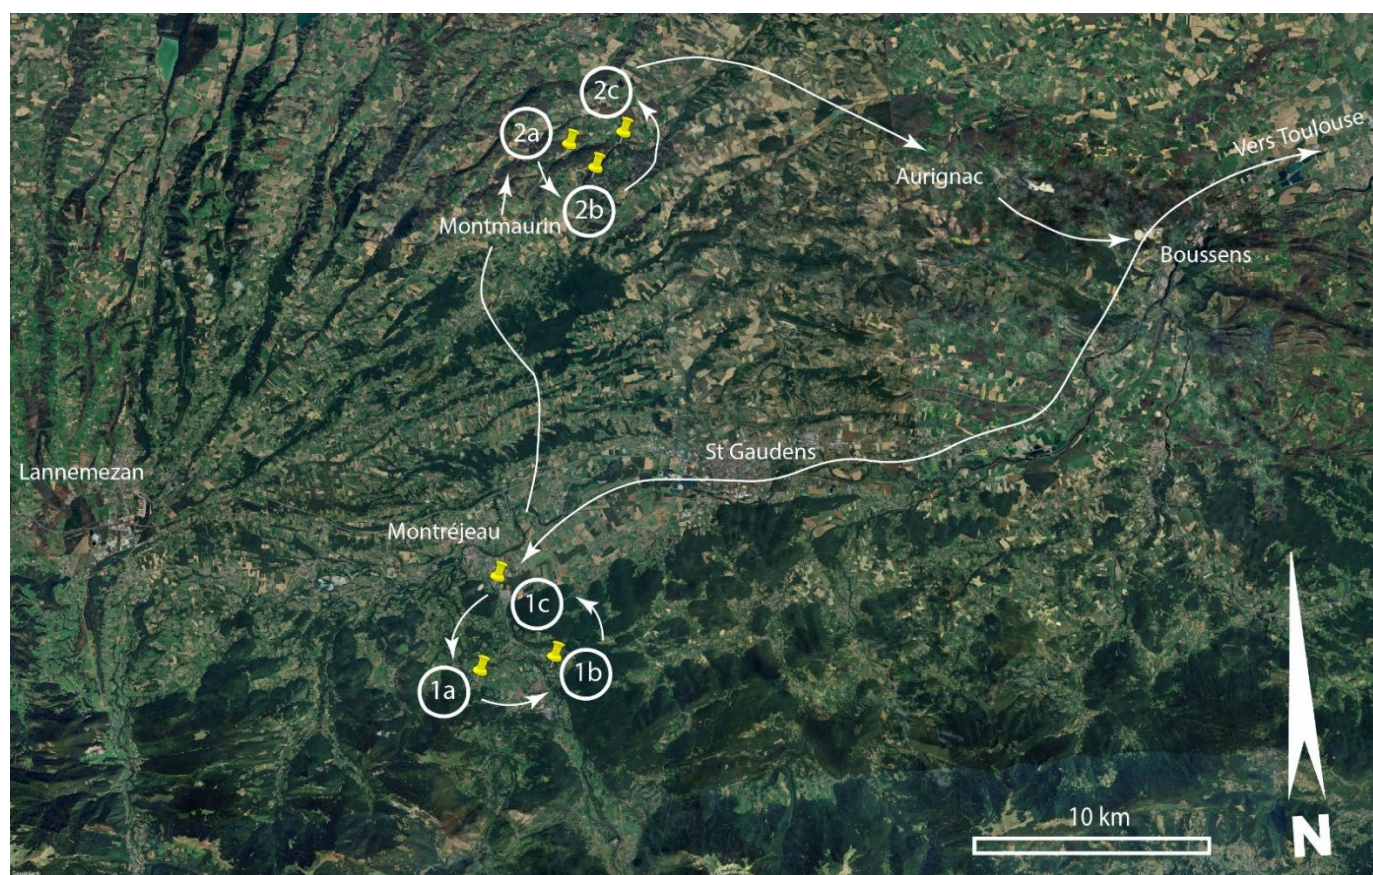 2c
2a
Vers Toulouse
Aurignac
2b
Montmaurin
Boussens
St Gaudens
Lannemezan
Montréjeau
1c
1b
1a
10 km
N